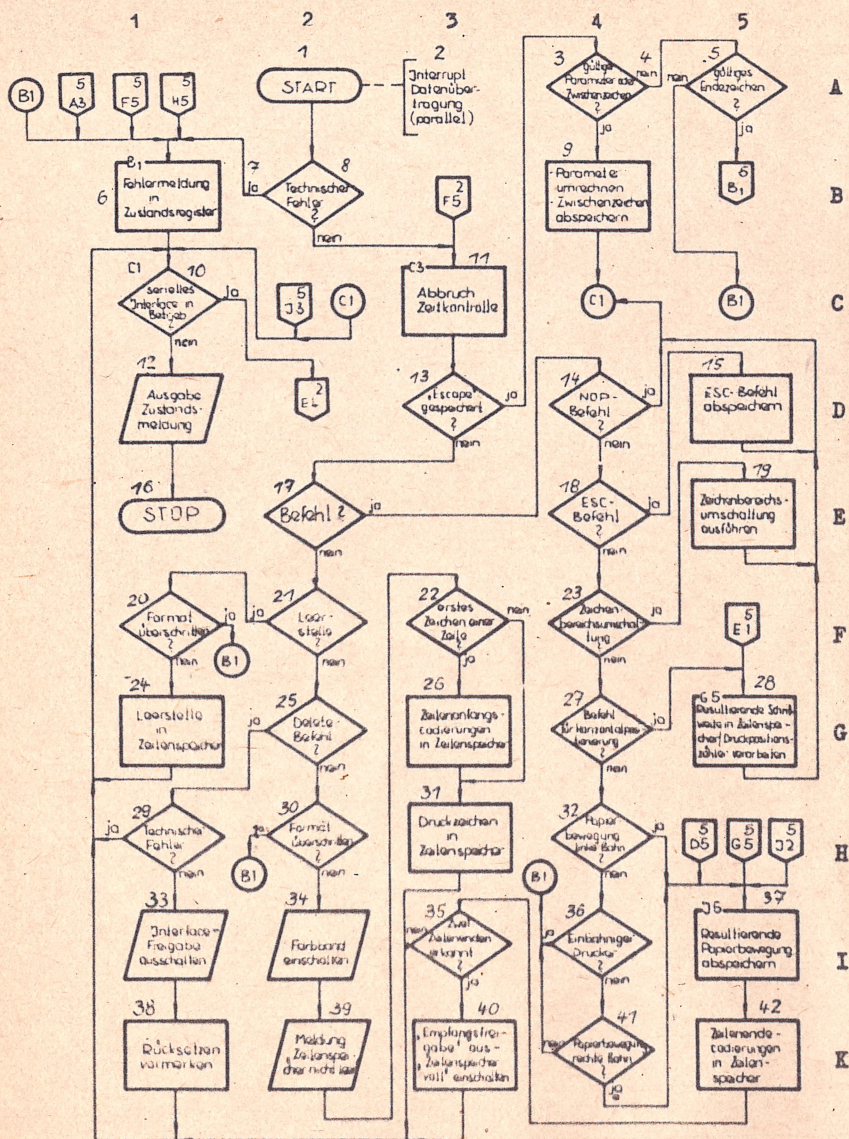 1 2 3 4 5
A
B
C
D
E
F
G
H
I
K
B1
5
A3
5
F5
5
H5
1
START
2
Interrupt
Datenüber-
tragung
(parallel)
3
gültiger
Parameter oder
Zwischenzeichen
?
4
nein
ja
5
gültiges
Endezeichen
?
nein
ja
6
B1
B1
6
Fehlermeldung
in
Zustandsregister
7
ja
8
Technischer
Fehler
?
nein
2
F5
9
- Parameter
umrechnen
- Zwischenzeichen
abspeichern
C1
B1
C1
10
serielles
Interface in
Betrieb
?
ja
nein
5
J3
C1
C3
11
Abbruch
Zeitkontrolle
12
Ausgabe
Zustands-
meldung
2
13
"Escape"
gespeichert
?
ja
nein
14
NOP-
Befehl
?
ja
nein
15
ESC-Befehl
abspeichern
16
STOP
17
Befehl ?
ja
nein
18
ESC-
Befehl
?
ja
nein
19
Zeichenbereichs-
umschaltung
ausführen
20
Format
überschritten
?
ja
nein
B1
21
Leer-
stelle
?
ja
nein
22
erstes
Zeichen einer
Zeile
?
nein
ja
23
Zeichen-
bereichsumschal-
tung
?
ja
nein
5
E1
24
Leerstelle
in
Zeilenspeicher
25
Delete-
Befehl
?
ja
nein
26
Zeilenanfangs-
codierungen
in Zeilenspeicher
27
Befehl
für Horizontalpos-
itionierung
?
ja
nein
G5
28
Resultierende Schritt-
weite in Zeilenspei-
cher/Druckpositions-
zähler verarbeiten
29
Technischer
Fehler
?
ja
nein
30
Format
überschritten
?
ja
nein
B1
31
Druckzeichen
in
Zeilenspeicher
32
Papier-
bewegung
linke Bahn
?
ja
nein
5
D5
5
G5
5
J2
33
Interface-
Freigabe
ausschalten
34
Farbband
einschalten
35
Zwei
Zeilenenden
erkannt
?
nein
ja
B1
36
Einbahniger
Drucker
?
ja
nein
37
Resultierende
Papierbewegung
abspeichern
38
Rücksetzen
vormerken
39
Meldung
Zeilenspei-
cher nicht leer
40
"Empfangsfrei-
gabe" aus-
"Zeilenspeicher
voll" einschalten
41
Papierbewegung
rechte Bahn
?
nein
ja
42
Zeilenende-
codierungen
in Zeilen-
speicher